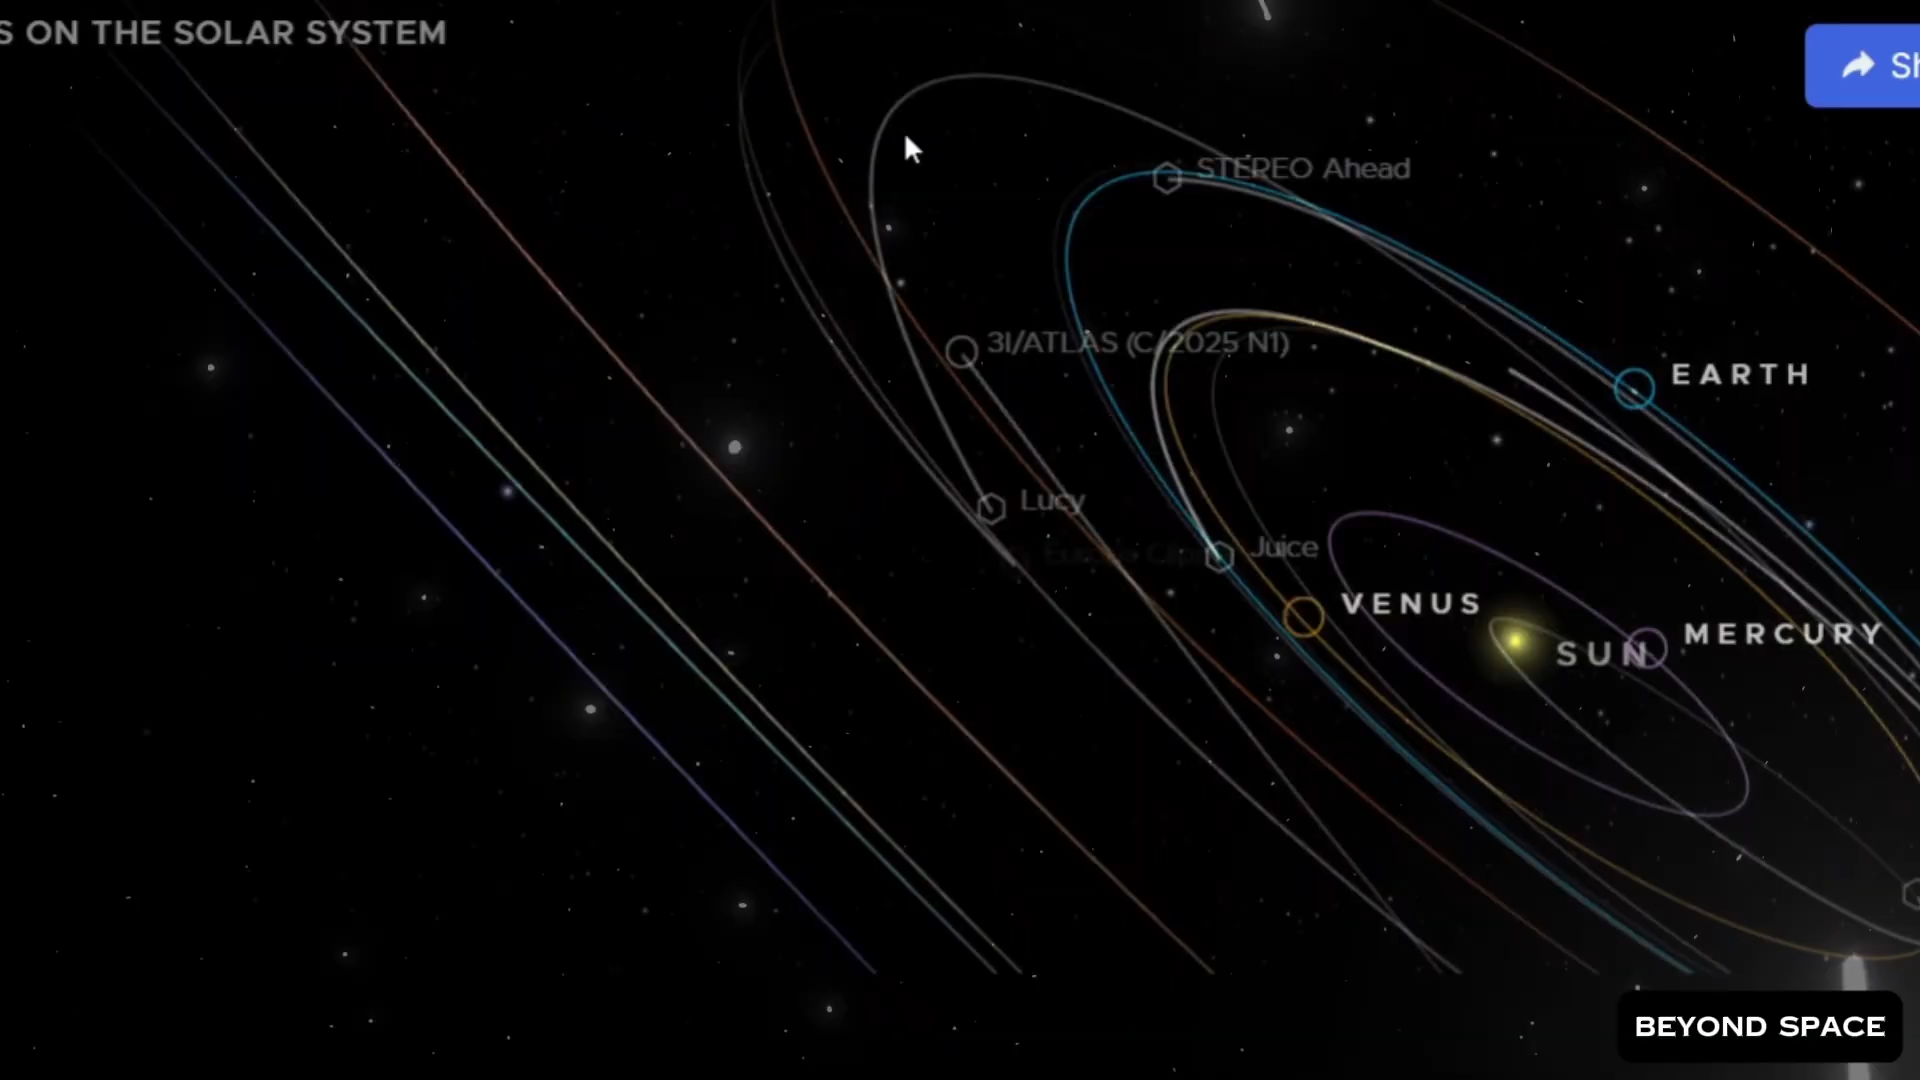 S ON THE SOLAR SYSTEM
Sh
STEREO Ahead
3I/ATLAS (C/2025 N1)
EARTH
Lucy
Juice
VENUS
MERCURY
SUN
BEYOND SPACE